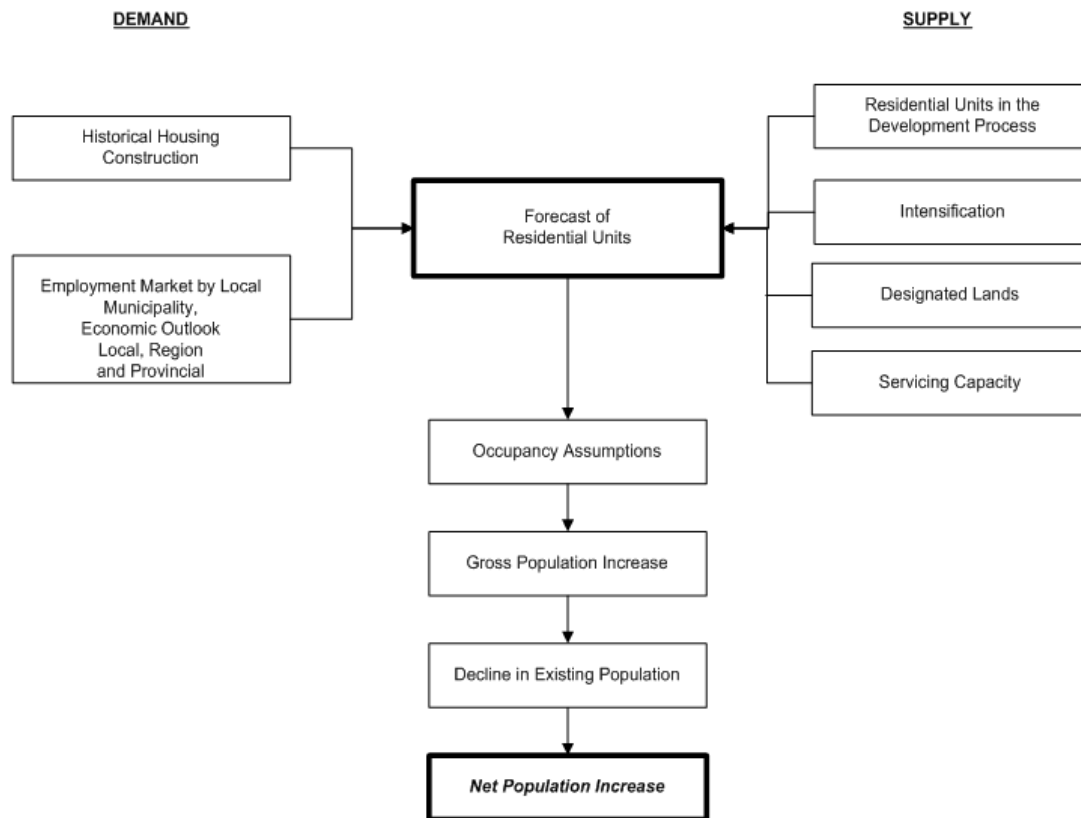 DEMAND
SUPPLY
Historical Housing
Construction
Employment Market by Local
Municipality,
Economic Outlook
Local, Region
and Provincial
Forecast of
Residential Units
Residential Units in the
Development Process
Intensification
Designated Lands
Servicing Capacity
Occupancy Assumptions
Gross Population Increase
Decline in Existing Population
Net Population Increase